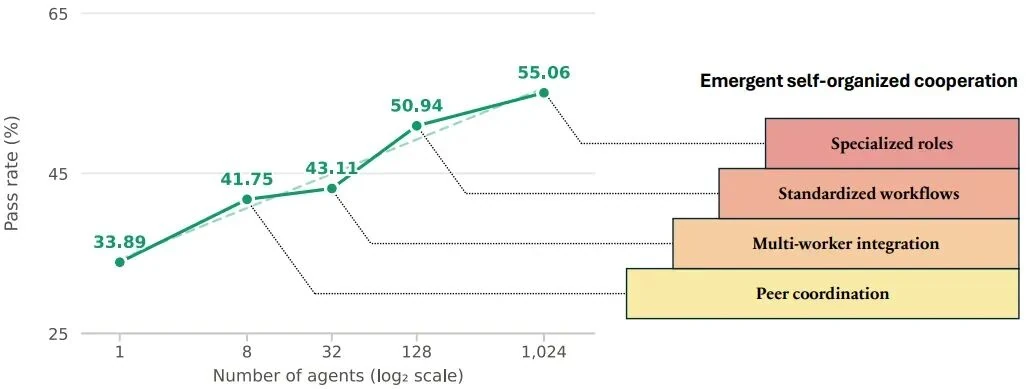 65
45
25
Pass rate (%)
33.89
41.75
43.11
50.94
55.06
1
8
32
128
1,024
Number of agents (log₂ scale)
Emergent self-organized cooperation
Specialized roles
Standardized workflows
Multi-worker integration
Peer coordination